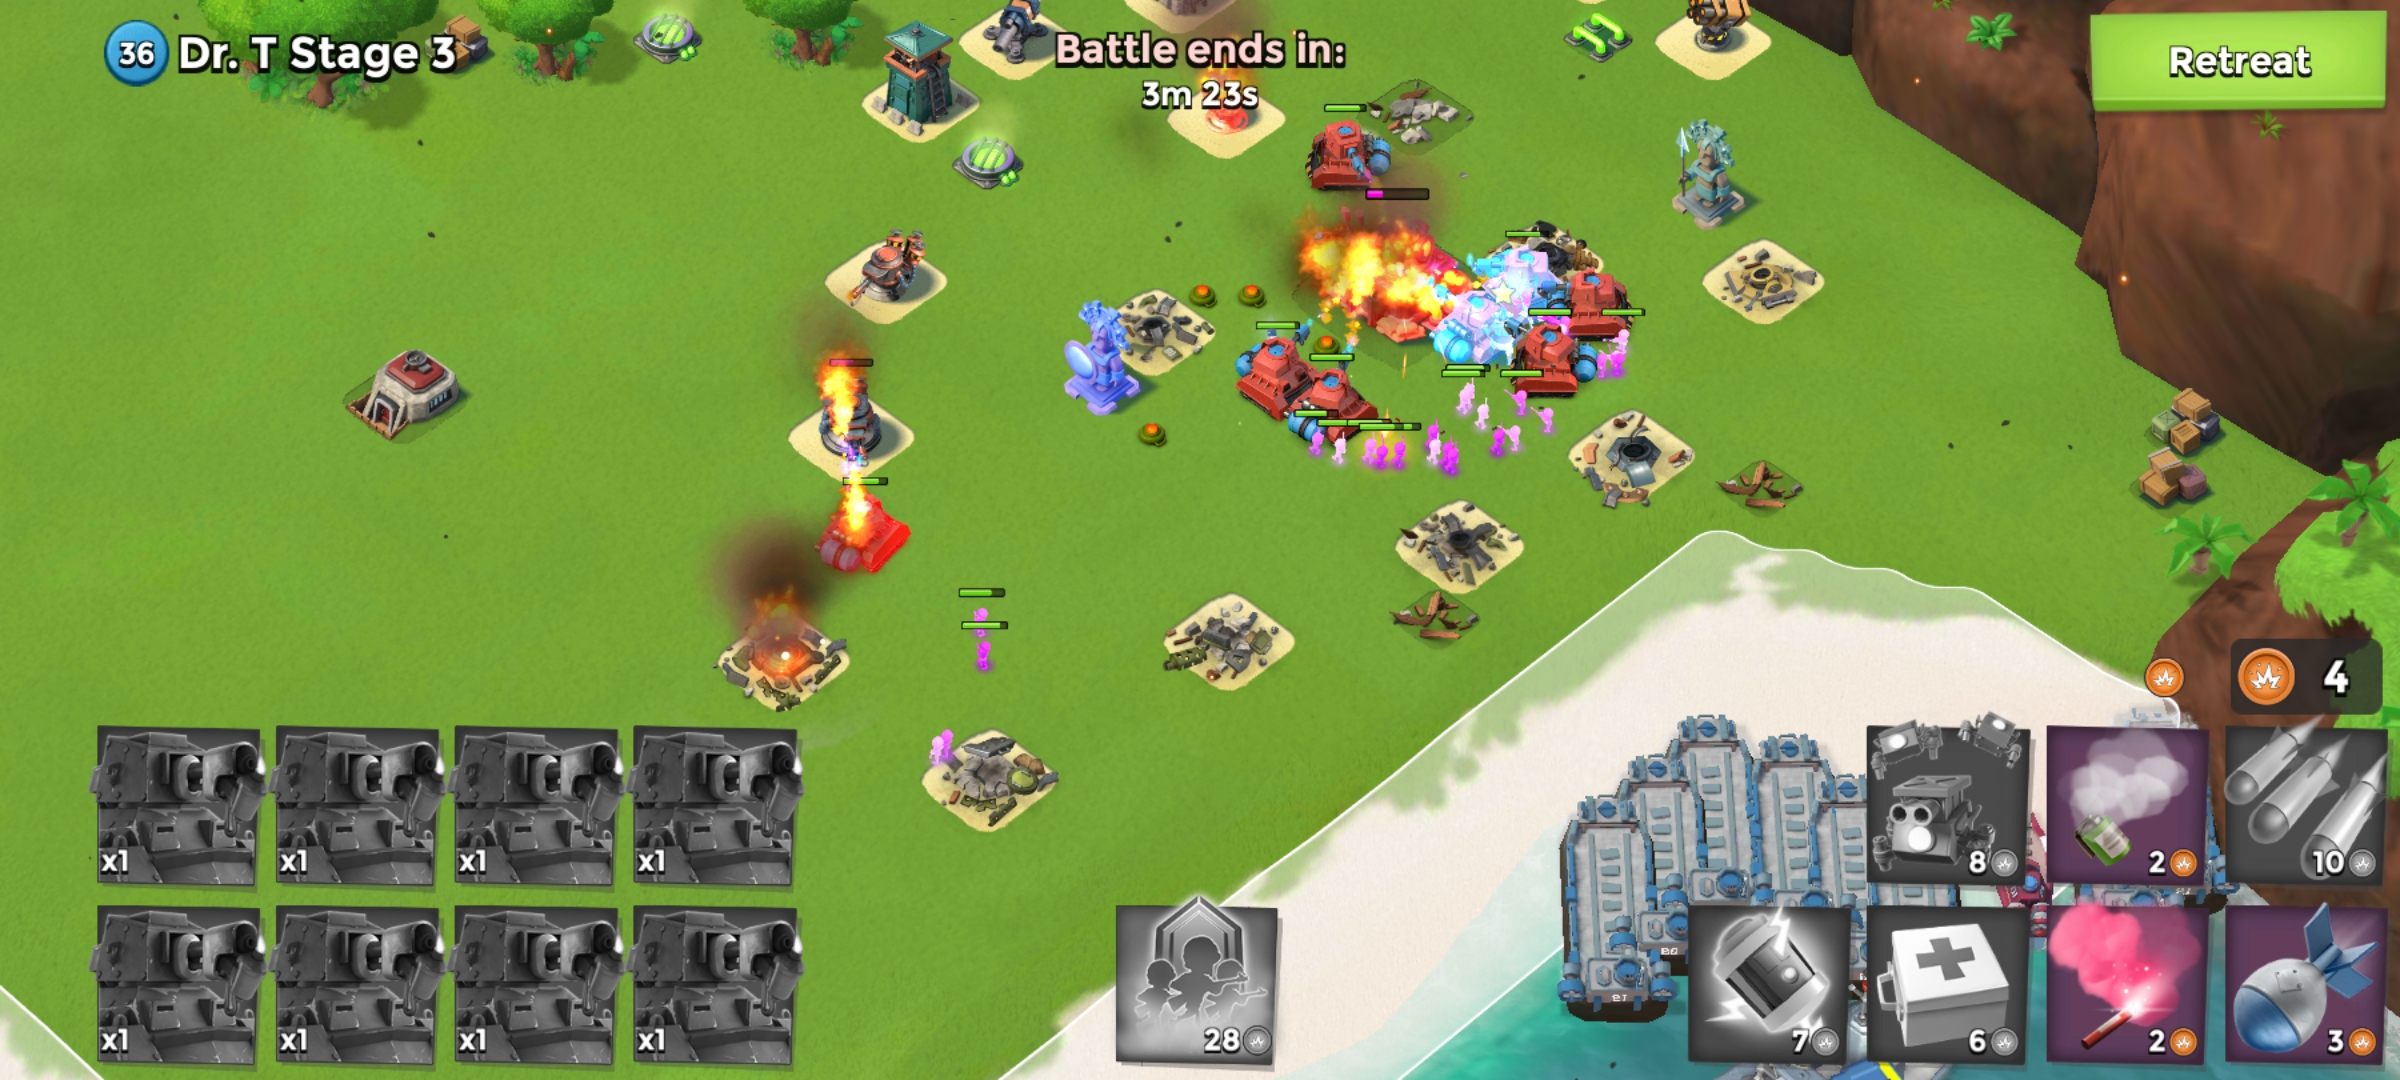 36 Dr. T Stage 3
Battle ends in:
3m 23s
Retreat
4
x1 x1 x1 x1
8 2 10
x1 x1 x1 x1
28 7 6 2 3